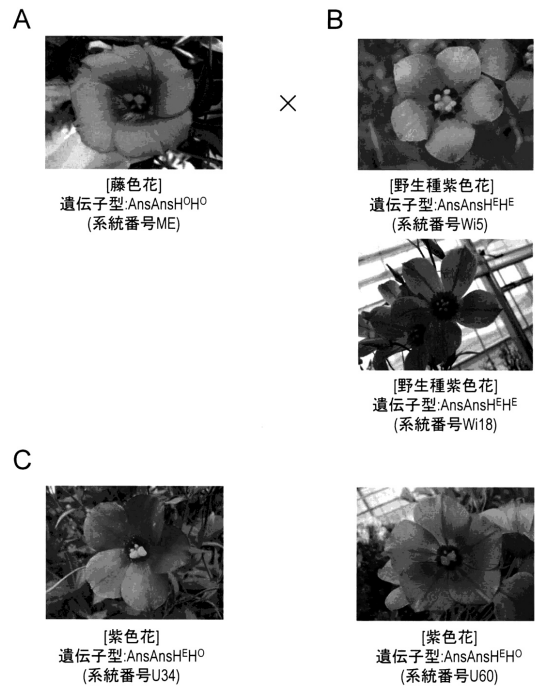 A
B
×
[藤色花]
遺伝子型:AnsAnsHᴼHᴼ
(系統番号ME)
[野生種紫色花]
遺伝子型:AnsAnsHᴱHᴱ
(系統番号Wi5)
[野生種紫色花]
遺伝子型:AnsAnsHᴱHᴱ
(系統番号Wi18)
C
[紫色花]
遺伝子型:AnsAnsHᴱHᴼ
(系統番号U34)
[紫色花]
遺伝子型:AnsAnsHᴱHᴼ
(系統番号U60)